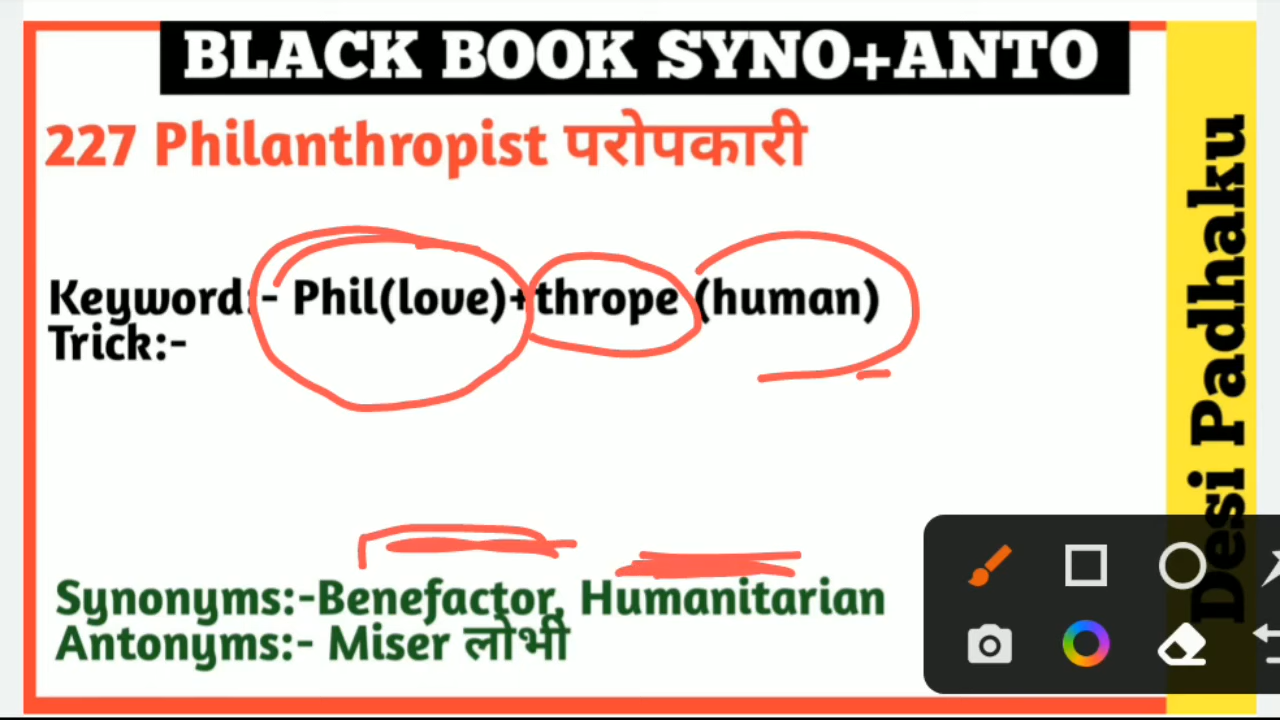 BLACK BOOK SYNO+ANTO
227 Philanthropist परोपकारी
Keyword:- Phil(love)+thrope (human)
Trick:-
Synonyms:-Benefactor, Humanitarian
Antonyms:- Miser लोभी
Desi Padhaku